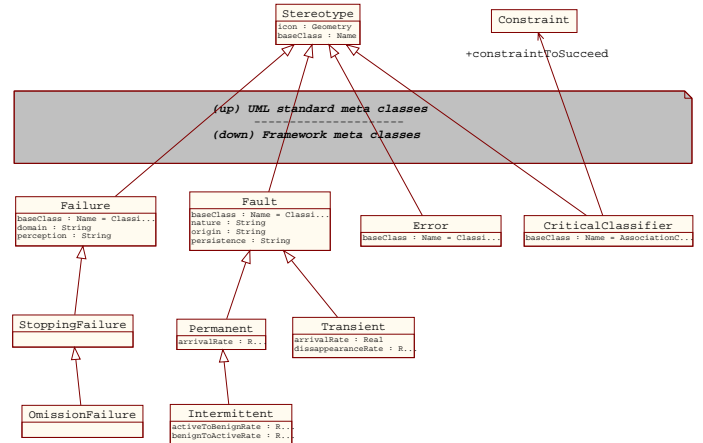 Stereotype
icon : Geometry
baseClass : Name
Constraint
+constraintToSucceed
(up) UML standard meta classes
----------------------
(down) Framework meta classes
Failure
baseClass : Name = Classi...
domain : String
perception : String
Fault
baseClass : Name = Classi...
nature : String
origin : String
persistence : String
Error
baseClass : Name = Classi...
CriticalClassifier
baseClass : Name = AssociationC...
StoppingFailure
Permanent
arrivalRate : R...
Transient
arrivalRate : Real
dissappearanceRate : R...
OmissionFailure
Intermittent
activeToBenignRate : R...
benignToActiveRate : R...